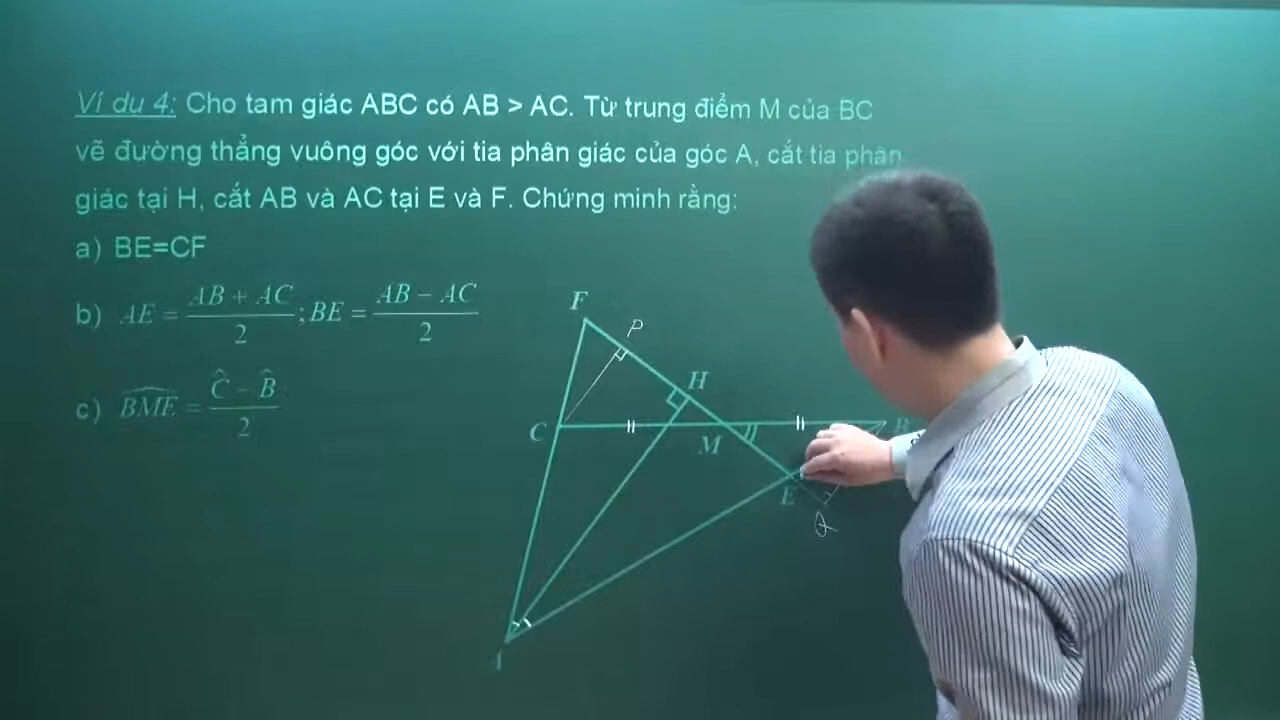 Ví dụ 4: Cho tam giác ABC có AB > AC. Từ trung điểm M của BC
vẽ đường thẳng vuông góc với tia phân giác của góc A, cắt tia phân
giác tại H, cắt AB và AC tại E và F. Chứng minh rằng:
a) BE=CF
b) AE = (AB + AC)/2 ; BE = (AB − AC)/2
c) \widehat{BME} = (Ĉ − B̂)/2
F
P
H
C
M
B
E
Q
A